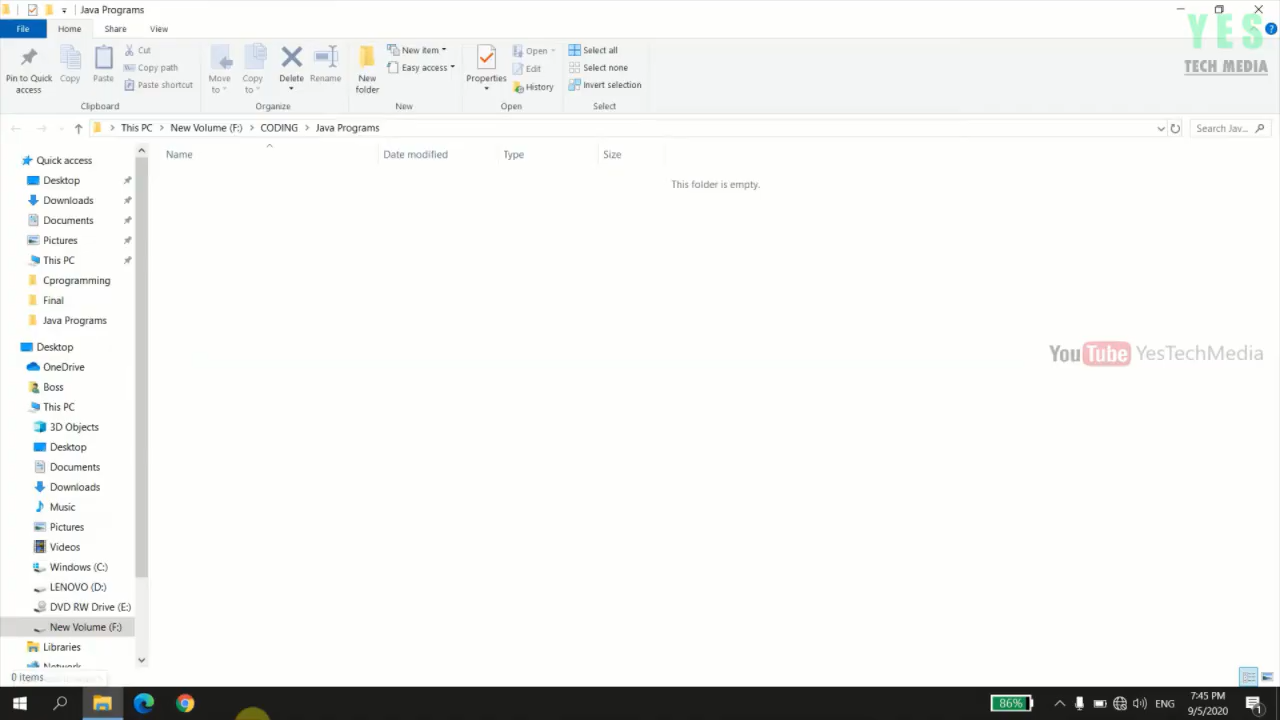 Java Programs
File Home Share View
Pin to Quick access
Copy
Paste
Cut
Copy path
Paste shortcut
Clipboard
Move to
Copy to
Delete
Rename
Organize
New folder
New item
Easy access
New
Properties
Open
Edit
History
Open
Select all
Select none
Invert selection
Select
YES
TECH MEDIA
This PC > New Volume (F:) > CODING > Java Programs
Search Jav...
Name Date modified Type Size
This folder is empty.
Quick access
Desktop
Downloads
Documents
Pictures
This PC
Cprogramming
Final
Java Programs
Desktop
OneDrive
Boss
This PC
3D Objects
Desktop
Documents
Downloads
Music
Pictures
Videos
Windows (C:)
LENOVO (D:)
DVD RW Drive (E:)
New Volume (F:)
Libraries
Network
YouTube YesTechMedia
0 items
86%
ENG
7:45 PM
9/5/2020
1